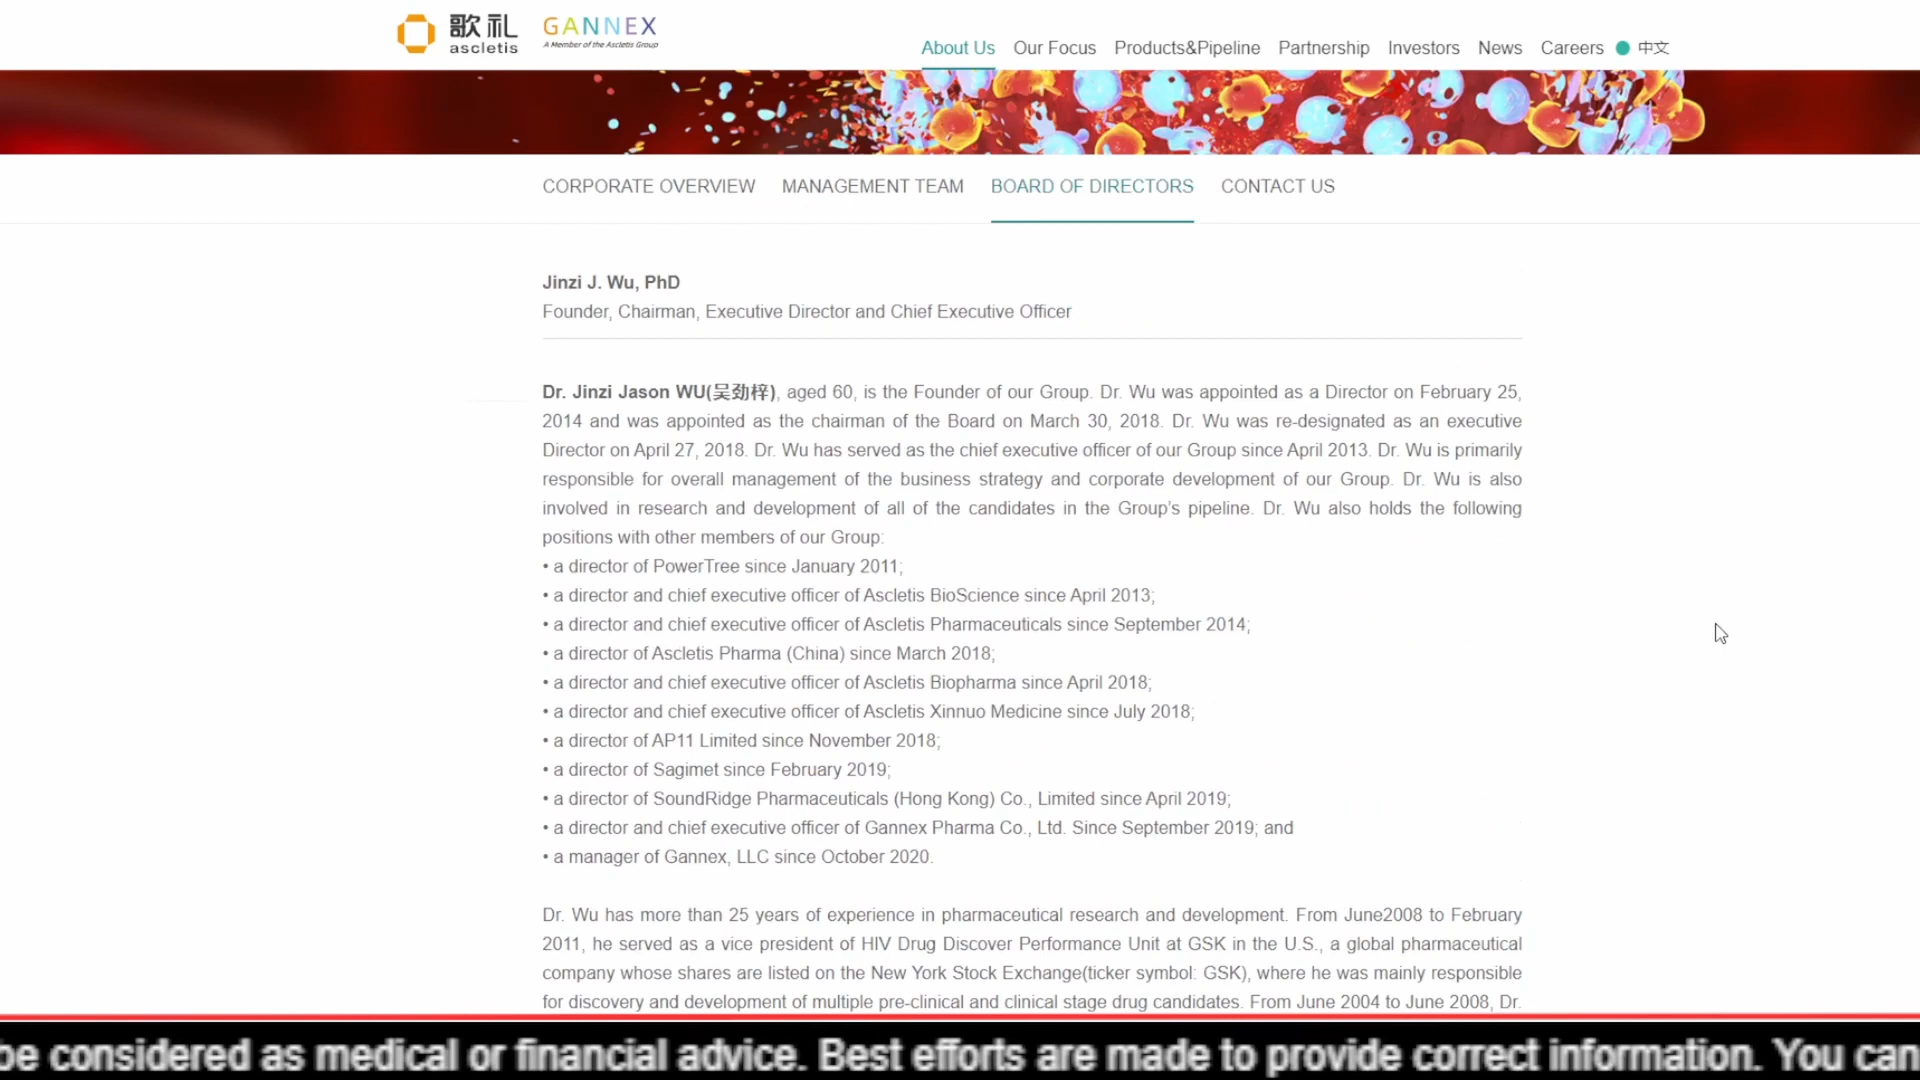 歌礼
ascletis
GANNEX
A Member of the Ascletis Group
About Us Our Focus Products&Pipeline Partnership Investors News Careers 中文
CORPORATE OVERVIEW MANAGEMENT TEAM BOARD OF DIRECTORS CONTACT US
Jinzi J. Wu, PhD
Founder, Chairman, Executive Director and Chief Executive Officer
Dr. Jinzi Jason WU(吴劲梓), aged 60, is the Founder of our Group. Dr. Wu was appointed as a Director on February 25,
2014 and was appointed as the chairman of the Board on March 30, 2018. Dr. Wu was re-designated as an executive
Director on April 27, 2018. Dr. Wu has served as the chief executive officer of our Group since April 2013. Dr. Wu is primarily
responsible for overall management of the business strategy and corporate development of our Group. Dr. Wu is also
involved in research and development of all of the candidates in the Group's pipeline. Dr. Wu also holds the following
positions with other members of our Group:
• a director of PowerTree since January 2011;
• a director and chief executive officer of Ascletis BioScience since April 2013;
• a director and chief executive officer of Ascletis Pharmaceuticals since September 2014;
• a director of Ascletis Pharma (China) since March 2018;
• a director and chief executive officer of Ascletis Biopharma since April 2018;
• a director and chief executive officer of Ascletis Xinnuo Medicine since July 2018;
• a director of AP11 Limited since November 2018;
• a director of Sagimet since February 2019;
• a director of SoundRidge Pharmaceuticals (Hong Kong) Co., Limited since April 2019;
• a director and chief executive officer of Gannex Pharma Co., Ltd. Since September 2019; and
• a manager of Gannex, LLC since October 2020.
Dr. Wu has more than 25 years of experience in pharmaceutical research and development. From June2008 to February
2011, he served as a vice president of HIV Drug Discover Performance Unit at GSK in the U.S., a global pharmaceutical
company whose shares are listed on the New York Stock Exchange(ticker symbol: GSK), where he was mainly responsible
for discovery and development of multiple pre-clinical and clinical stage drug candidates. From June 2004 to June 2008, Dr.
be considered as medical or financial advice. Best efforts are made to provide correct information. You can